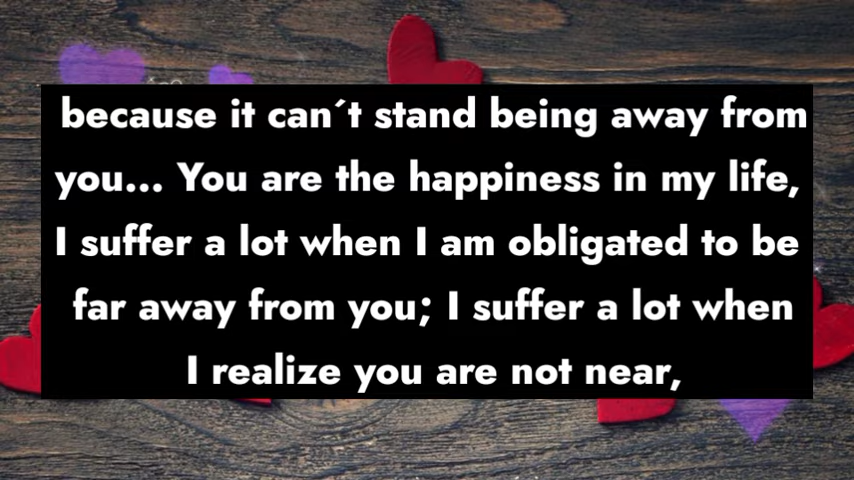 because it can´t stand being away from
you... You are the happiness in my life,
I suffer a lot when I am obligated to be
far away from you; I suffer a lot when
I realize you are not near,